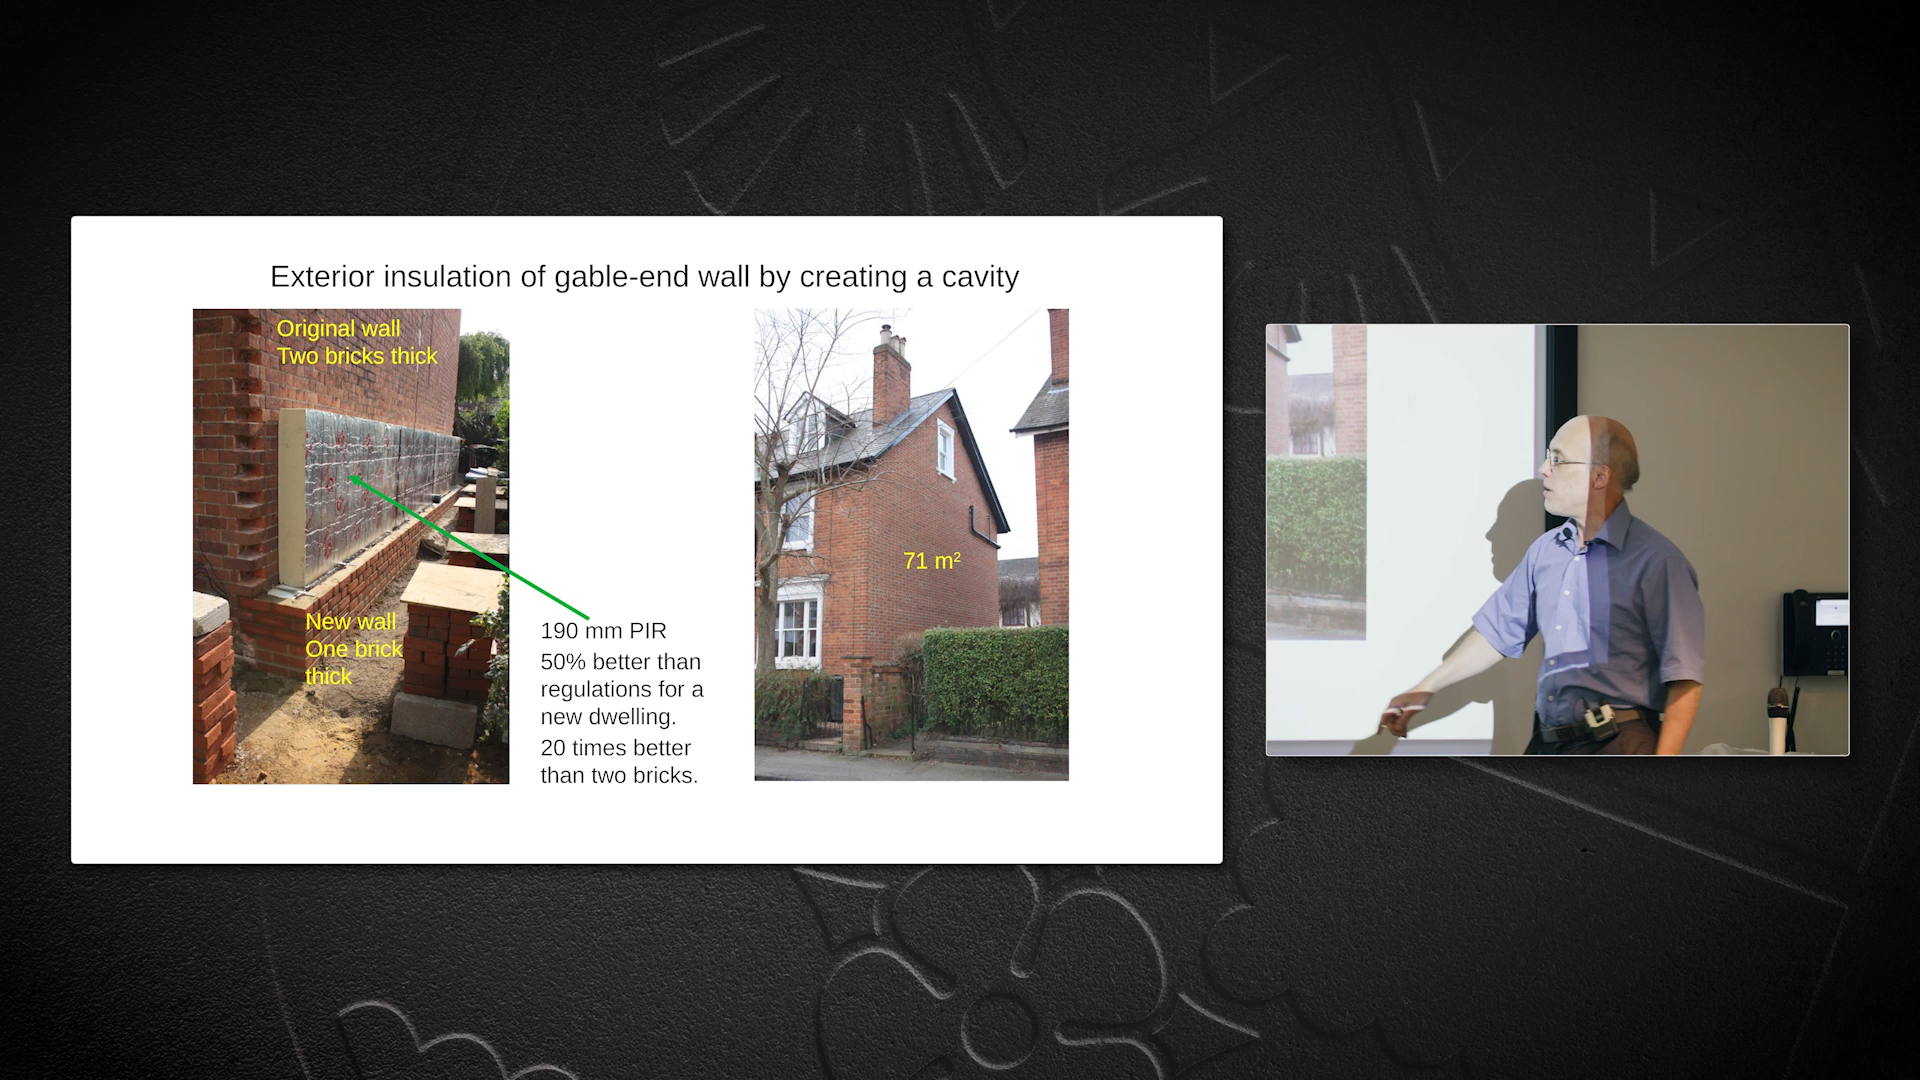 Exterior insulation of gable-end wall by creating a cavity
Original wall
Two bricks thick
New wall
One brick
thick
190 mm PIR
50% better than
regulations for a
new dwelling.
20 times better
than two bricks.
71 m²